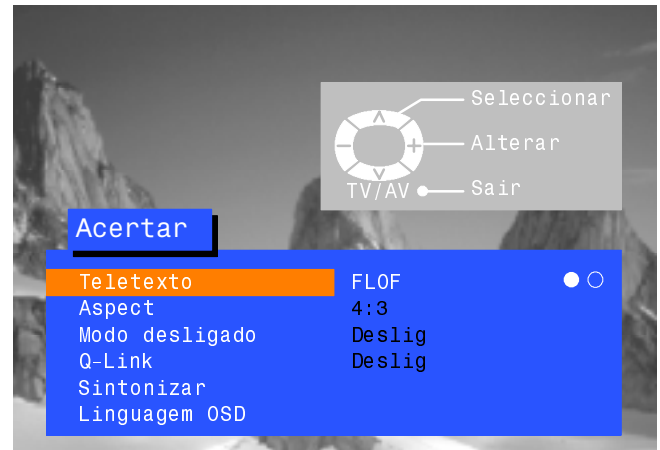 Seleccionar
Alterar
TV/AV Sair
Acertar
Teletexto FLOF
Aspect 4:3
Modo desligado Deslig
Q-Link Deslig
Sintonizar
Linguagem OSD